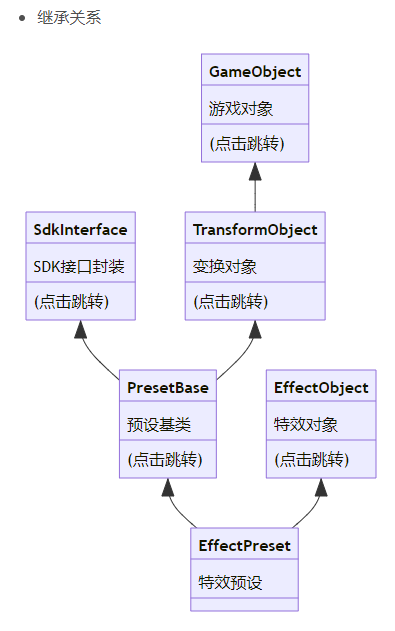 继承关系
GameObject
游戏对象
(点击跳转)
SdkInterface
SDK接口封装
(点击跳转)
TransformObject
变换对象
(点击跳转)
PresetBase
预设基类
(点击跳转)
EffectObject
特效对象
(点击跳转)
EffectPreset
特效预设